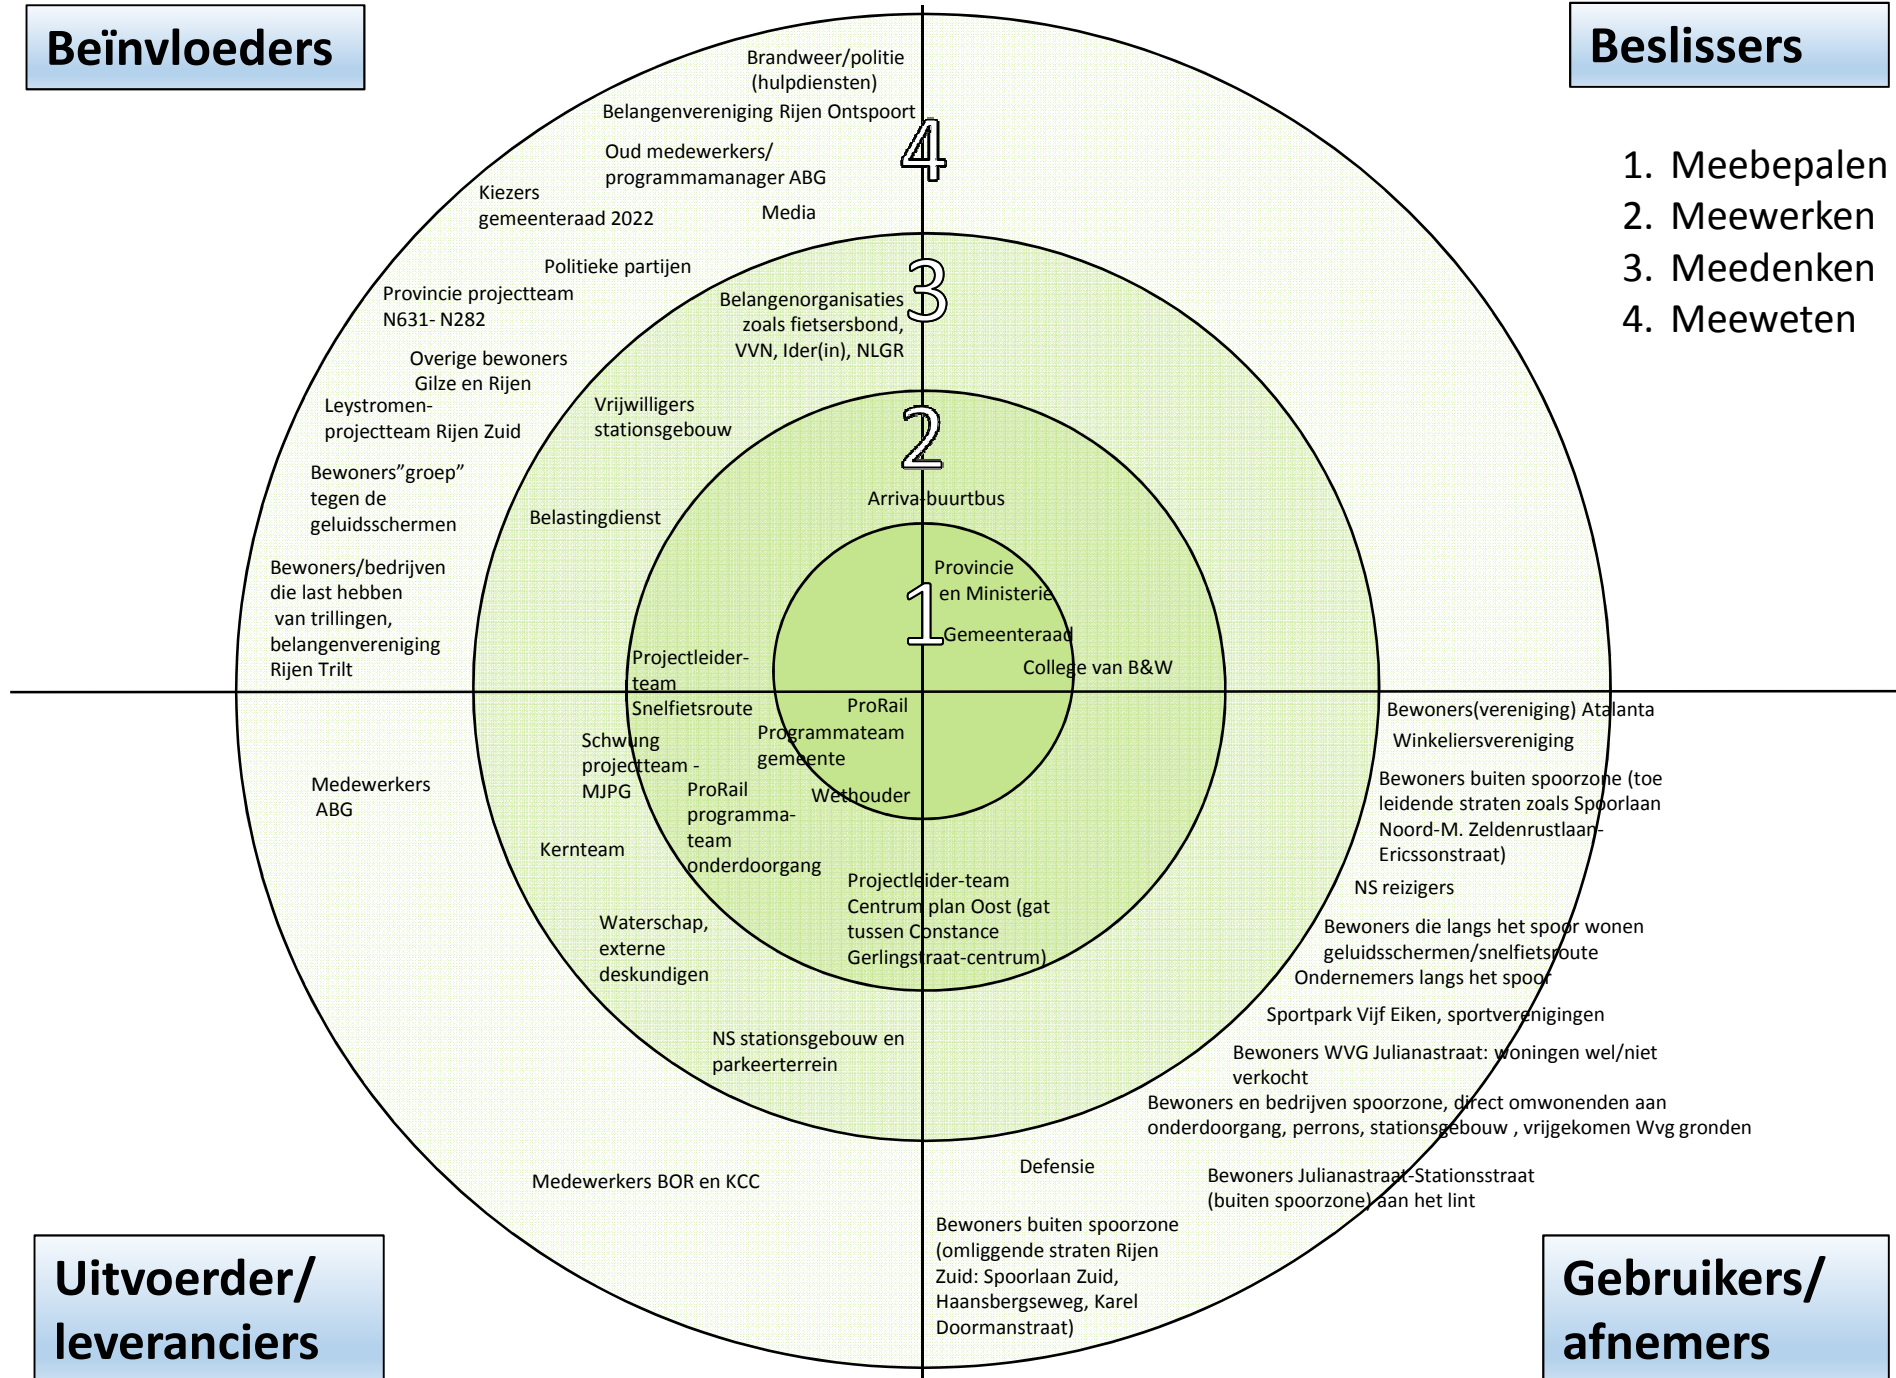 Beïnvloeders
Beslissers
1. Meebepalen
2. Meewerken
3. Meedenken
4. Meeweten
Brandweer/politie
(hulpdiensten)
Belangenvereniging Rijen Ontspoort
4
Oud medewerkers/
programmamanager ABG
Kiezers
gemeenteraad 2022
Media
Politieke partijen
Provincie projectteam
N631- N282
3
Belangenorganisaties
zoals fietsersbond,
VVN, Ider(in), NLGR
Overige bewoners
Gilze en Rijen
Leystromen-
projectteam Rijen Zuid
Vrijwilligers
stationsgebouw
2
Bewoners”groep”
tegen de
geluidsschermen
Belastingdienst
Arriva-buurtbus
Bewoners/bedrijven
die last hebben
van trillingen,
belangenvereniging
Rijen Trilt
Provincie
en Ministerie
1
Gemeenteraad
College van B&W
Projectleider-
team
Snelfietsroute
ProRail
Programmateam
gemeente
Wethouder
Schwung
projectteam -
MJPG
ProRail
programma-
team
onderdoorgang
Medewerkers
ABG
Kernteam
Projectleider-team
Centrum plan Oost (gat
tussen Constance
Gerlingstraat-centrum)
Waterschap,
externe
deskundigen
NS stationsgebouw en
parkeerterrein
Medewerkers BOR en KCC
Bewoners(vereniging) Atalanta
Winkeliersvereniging
Bewoners buiten spoorzone (toe
leidende straten zoals Spoorlaan
Noord-M. Zeldenrustlaan-
Ericssonstraat)
NS reizigers
Bewoners die langs het spoor wonen
geluidsschermen/snelfietsroute
Ondernemers langs het spoor
Sportpark Vijf Eiken, sportverenigingen
Bewoners WVG Julianastraat: woningen wel/niet
verkocht
Bewoners en bedrijven spoorzone, direct omwonenden aan
onderdoorgang, perrons, stationsgebouw , vrijgekomen Wvg gronden
Defensie
Bewoners Julianastraat-Stationsstraat
(buiten spoorzone) aan het lint
Bewoners buiten spoorzone
(omliggende straten Rijen
Zuid: Spoorlaan Zuid,
Haansbergseweg, Karel
Doormanstraat)
Uitvoerder/
leveranciers
Gebruikers/
afnemers